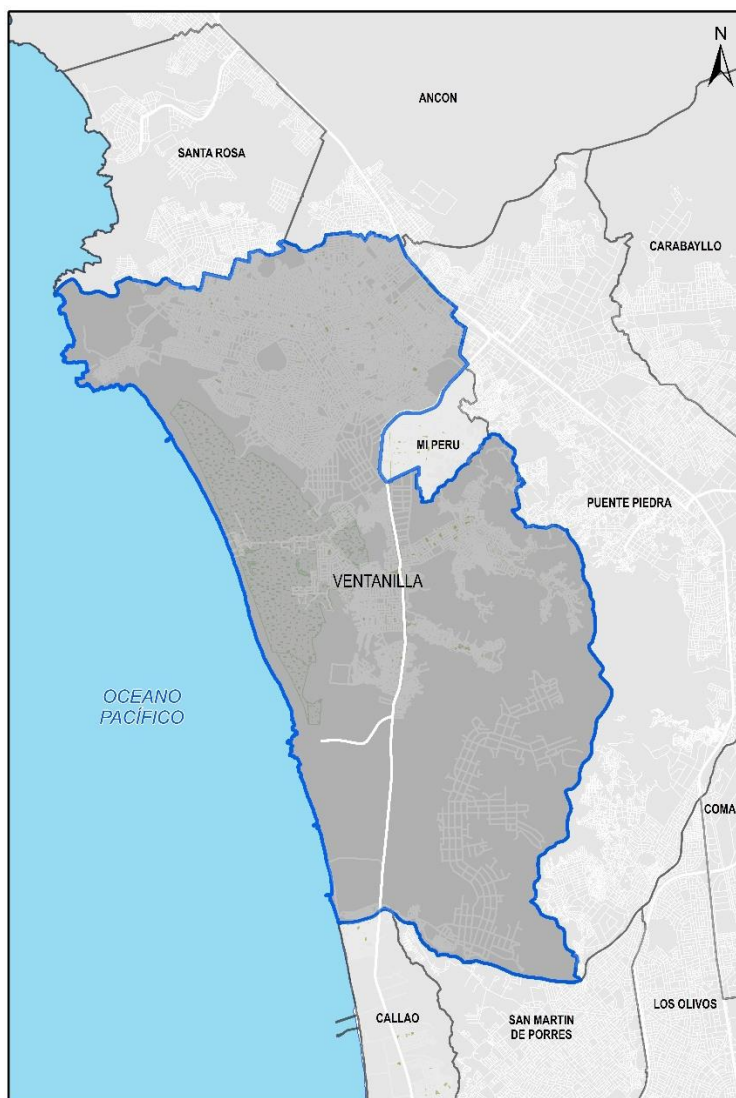 N
ANCON
SANTA ROSA
CARABAYLLO
MI PERU
PUENTE PIEDRA
VENTANILLA
OCEANO
PACÍFICO
COMA
CALLAO
SAN MARTIN
DE PORRES
LOS OLIVOS